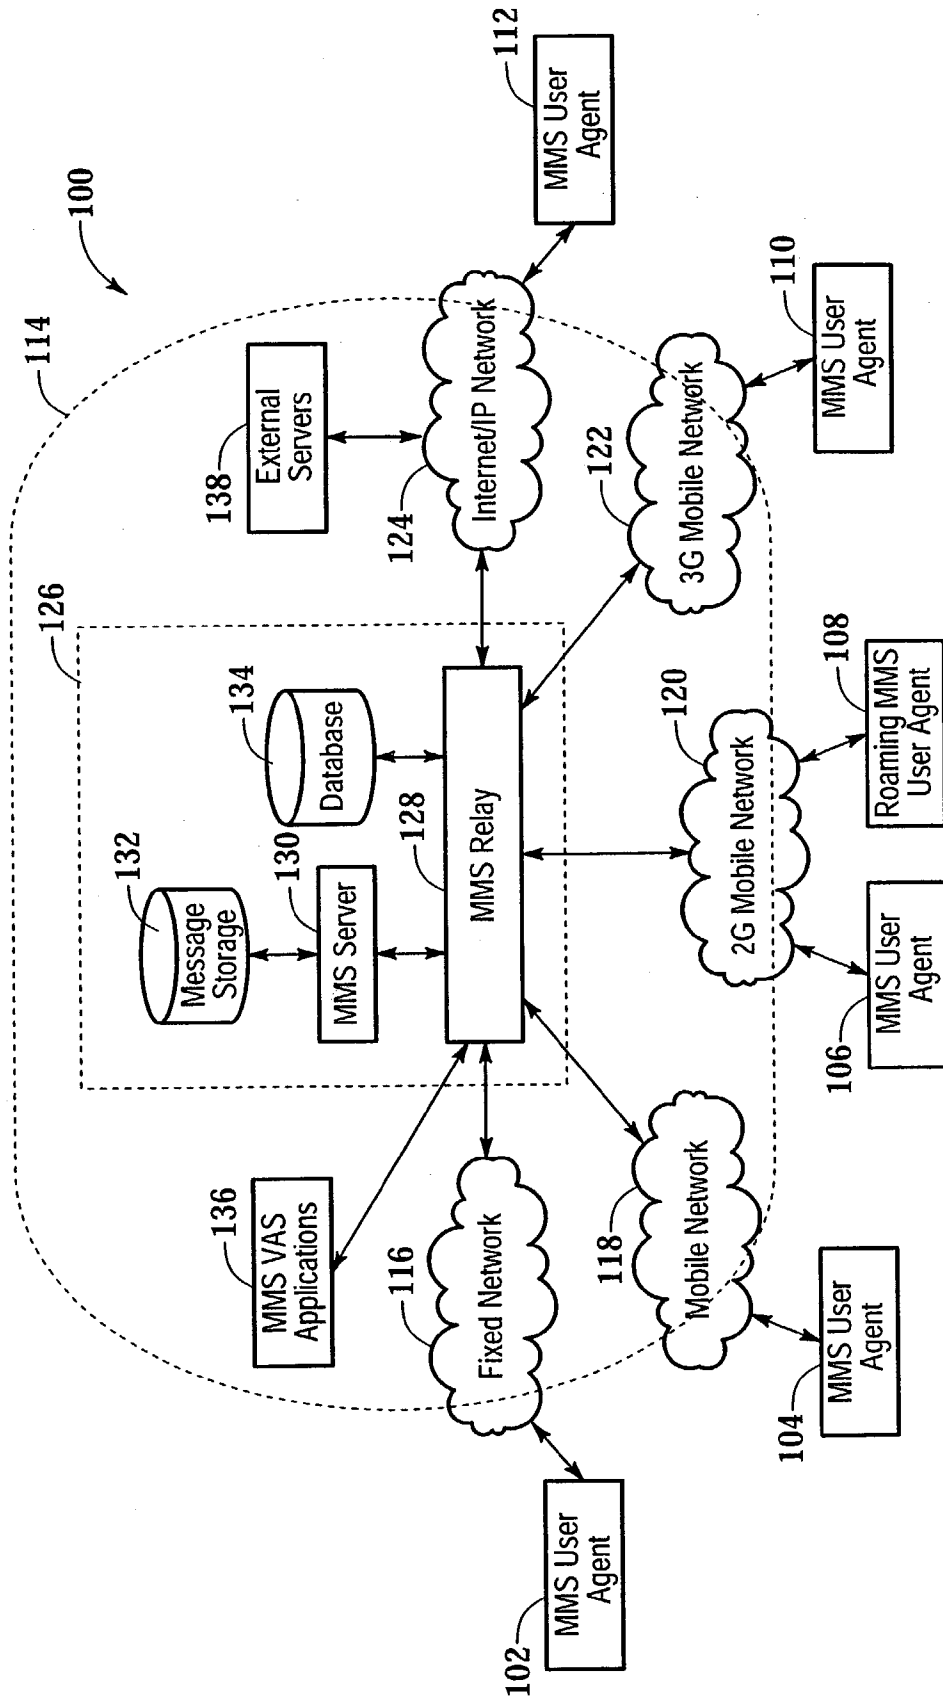 100
114
126
132
Message
Storage
134
Database
138
External
Servers
136
MMS VAS
Applications
130
MMS Server
128
MMS Relay
116
Fixed Network
124
Internet/IP Network
118
Mobile Network
120
2G Mobile Network
122
3G Mobile Network
102
MMS User
Agent
104
MMS User
Agent
106
MMS User
Agent
108
Roaming MMS
User Agent
110
MMS User
Agent
112
MMS User
Agent